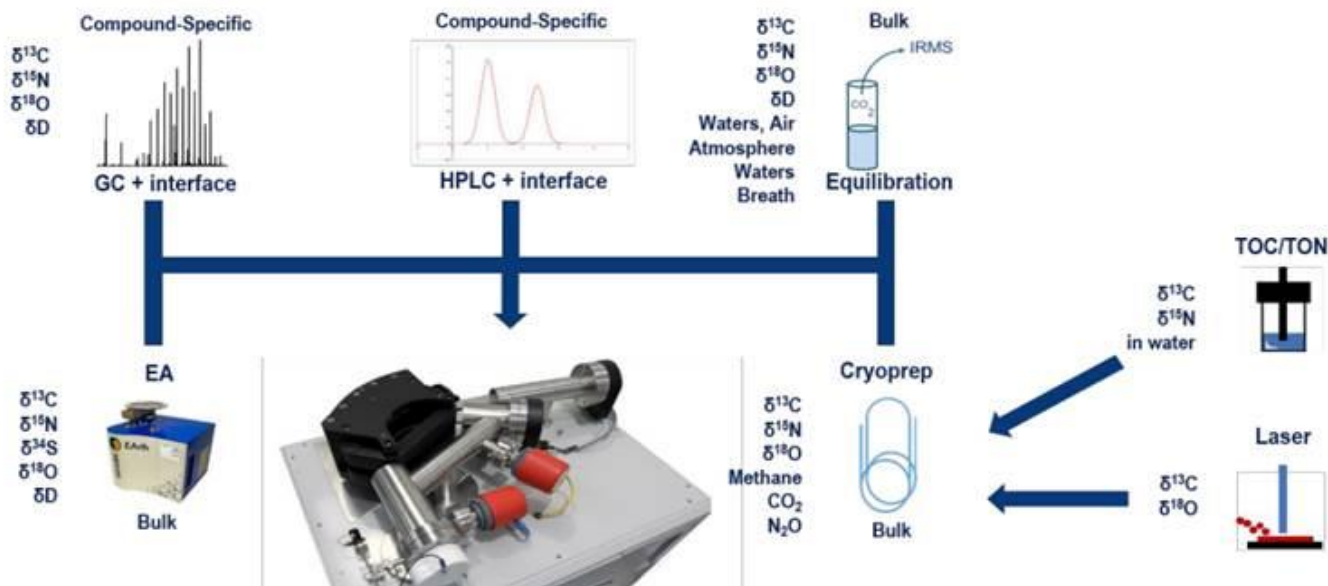 Compound-Specific
δ¹³C
δ¹⁵N
δ¹⁸O
δD
GC + interface
Compound-Specific
HPLC + interface
δ¹³C
δ¹⁵N
δ¹⁸O
δD
Waters, Air
Atmosphere
Waters
Breath
Bulk
IRMS
CO₂
Equilibration
EA
δ¹³C
δ¹⁵N
δ³⁴S
δ¹⁸O
δD
Bulk
Cryoprep
δ¹³C
δ¹⁵N
δ¹⁸O
Methane
CO₂
N₂O
Bulk
TOC/TON
δ¹³C
δ¹⁵N
in water
Laser
δ¹³C
δ¹⁸O